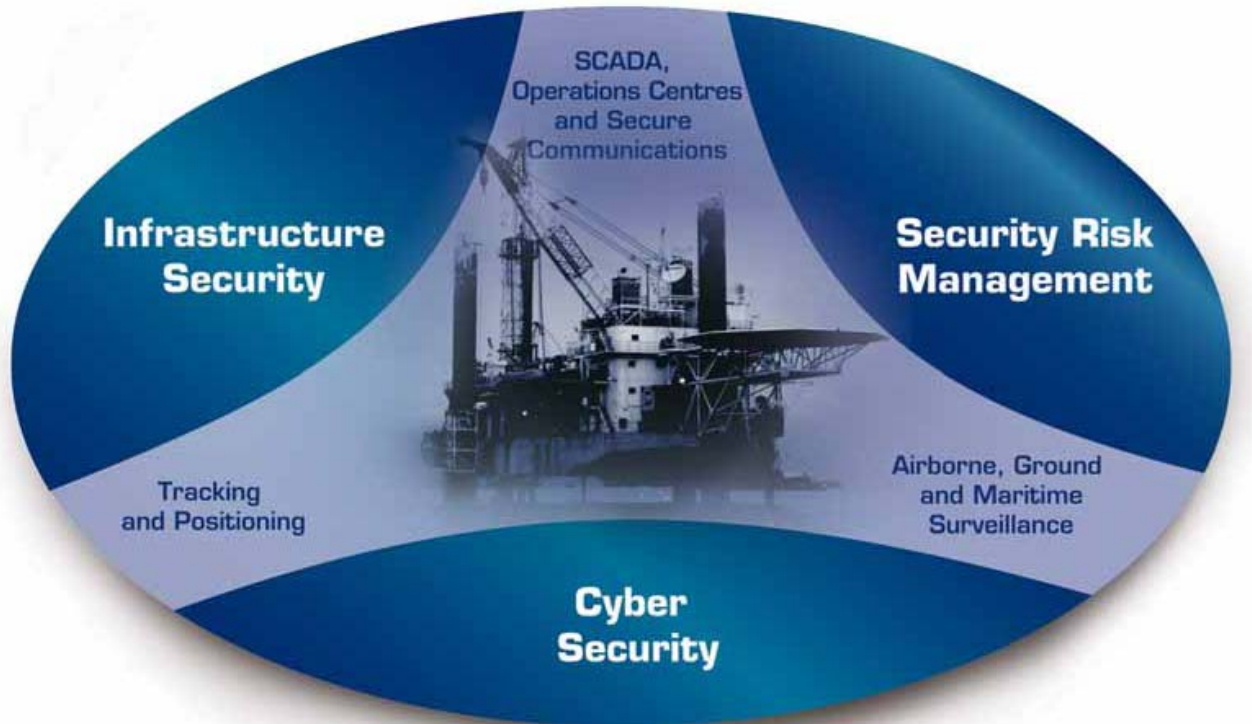 SCADA,
Operations Centres
and Secure
Communications
Infrastructure
Security
Security Risk
Management
Tracking
and Positioning
Airborne, Ground
and Maritime
Surveillance
Cyber
Security